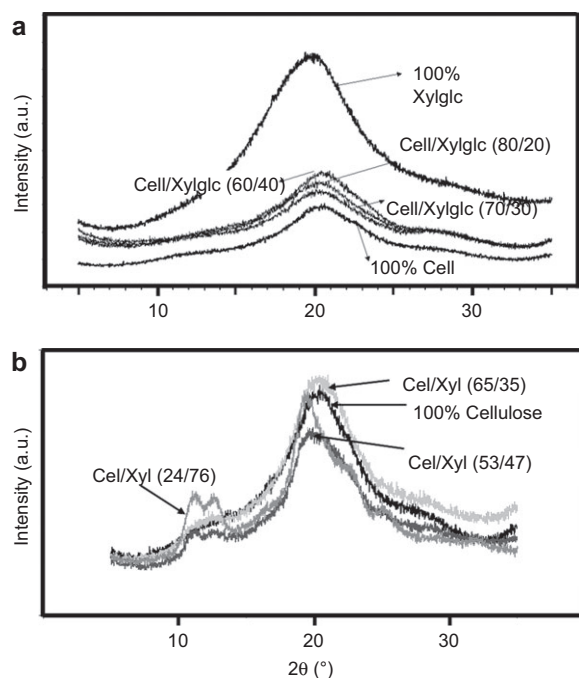 a
Intensity (a.u.)
100%
Xylglc
Cell/Xylglc (80/20)
Cell/Xylglc (60/40)
Cell/Xylglc (70/30)
100% Cell
10
20
30
b
Intensity (a.u.)
Cel/Xyl (65/35)
100% Cellulose
Cel/Xyl (53/47)
Cel/Xyl (24/76)
10
20
30
2θ (°)